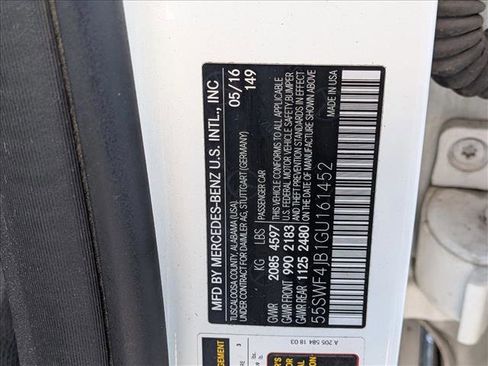 MFD BY MERCEDES-BENZ U.S. INTL., INC
TUSCALOOSA COUNTY, ALABAMA (USA),
UNDER CONTRACT FROM DAIMLER AG, STUTTGART (GERMANY)
05/16
149
PASSENGER CAR
KG LBS
GVWR 2085 4597
GAWR FRONT 990 2183
GAWR REAR 1125 2480
THIS VEHICLE CONFORMS TO ALL APPLICABLE
U.S. FEDERAL MOTOR VEHICLE SAFETY,BUMPER,
AND THEFT PREVENTION STANDARDS IN EFFECT
ON THE DATE OF MANUFACTURE SHOWN ABOVE
55SWF4JB1GU161452
MADE IN USA
A 205 584 18 03